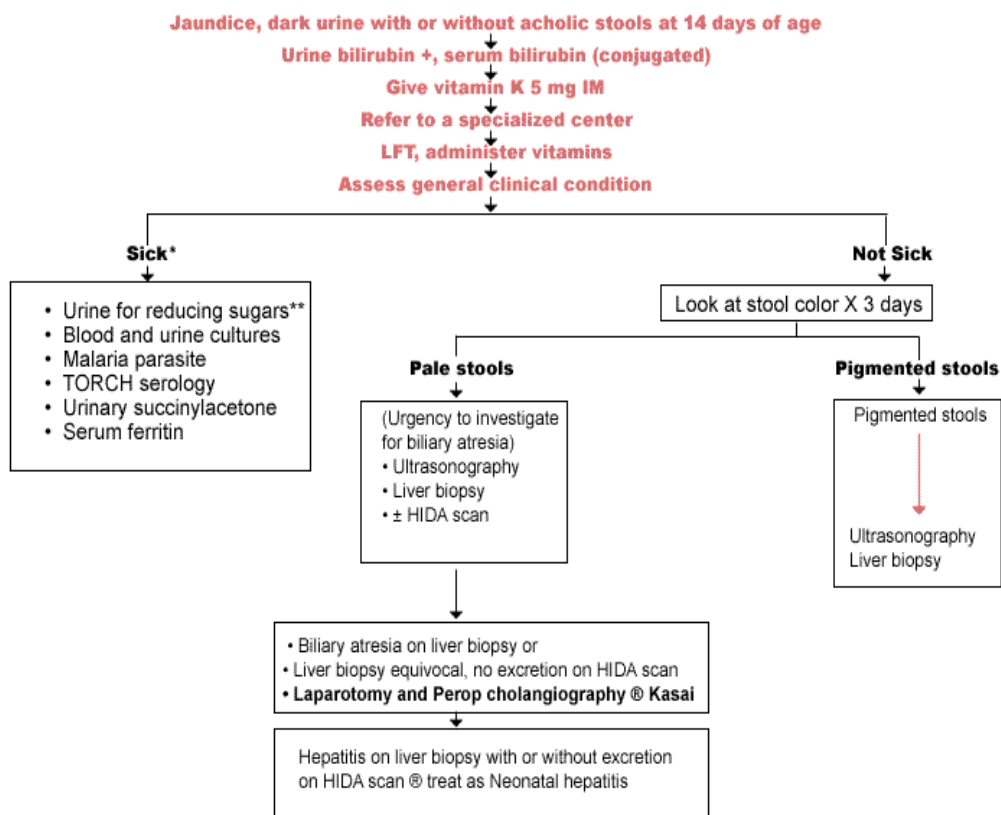 Jaundice, dark urine with or without acholic stools at 14 days of age
Urine bilirubin +, serum bilirubin (conjugated)
Give vitamin K 5 mg IM
Refer to a specialized center
LFT, administer vitamins
Assess general clinical condition
Sick*
• Urine for reducing sugars**
• Blood and urine cultures
• Malaria parasite
• TORCH serology
• Urinary succinylacetone
• Serum ferritin
Not Sick
Look at stool color X 3 days
Pale stools
(Urgency to investigate
for biliary atresia)
• Ultrasonography
• Liver biopsy
• ± HIDA scan
Pigmented stools
Pigmented stools
Ultrasonography
Liver biopsy
• Biliary atresia on liver biopsy or
• Liver biopsy equivocal, no excretion on HIDA scan
• Laparotomy and Perop cholangiography ® Kasai
Hepatitis on liver biopsy with or without excretion
on HIDA scan ® treat as Neonatal hepatitis